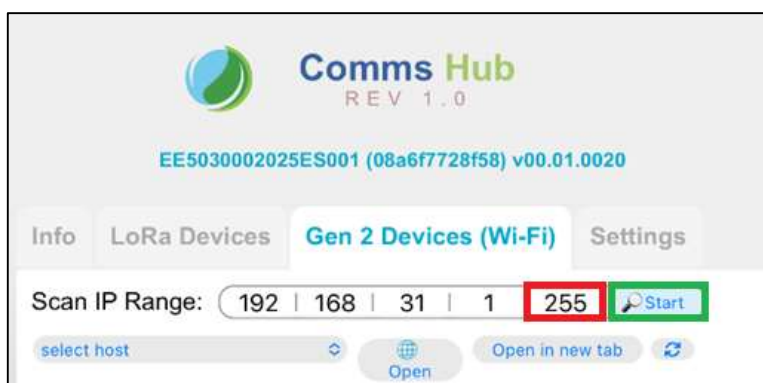 Comms Hub
REV 1.0
EE5030002025ES001 (08a6f7728f58) v00.01.0020
Info LoRa Devices Gen 2 Devices (Wi-Fi) Settings
Scan IP Range: 192 | 168 | 31 | 1 255 Start
select host Open Open in new tab